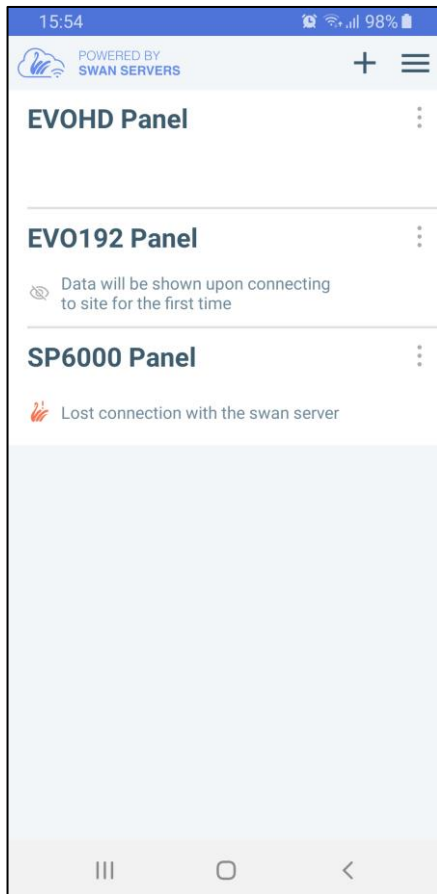 15:54
98%
POWERED BY
SWAN SERVERS
EVOHD Panel
EVO192 Panel
Data will be shown upon connecting
to site for the first time
SP6000 Panel
Lost connection with the swan server